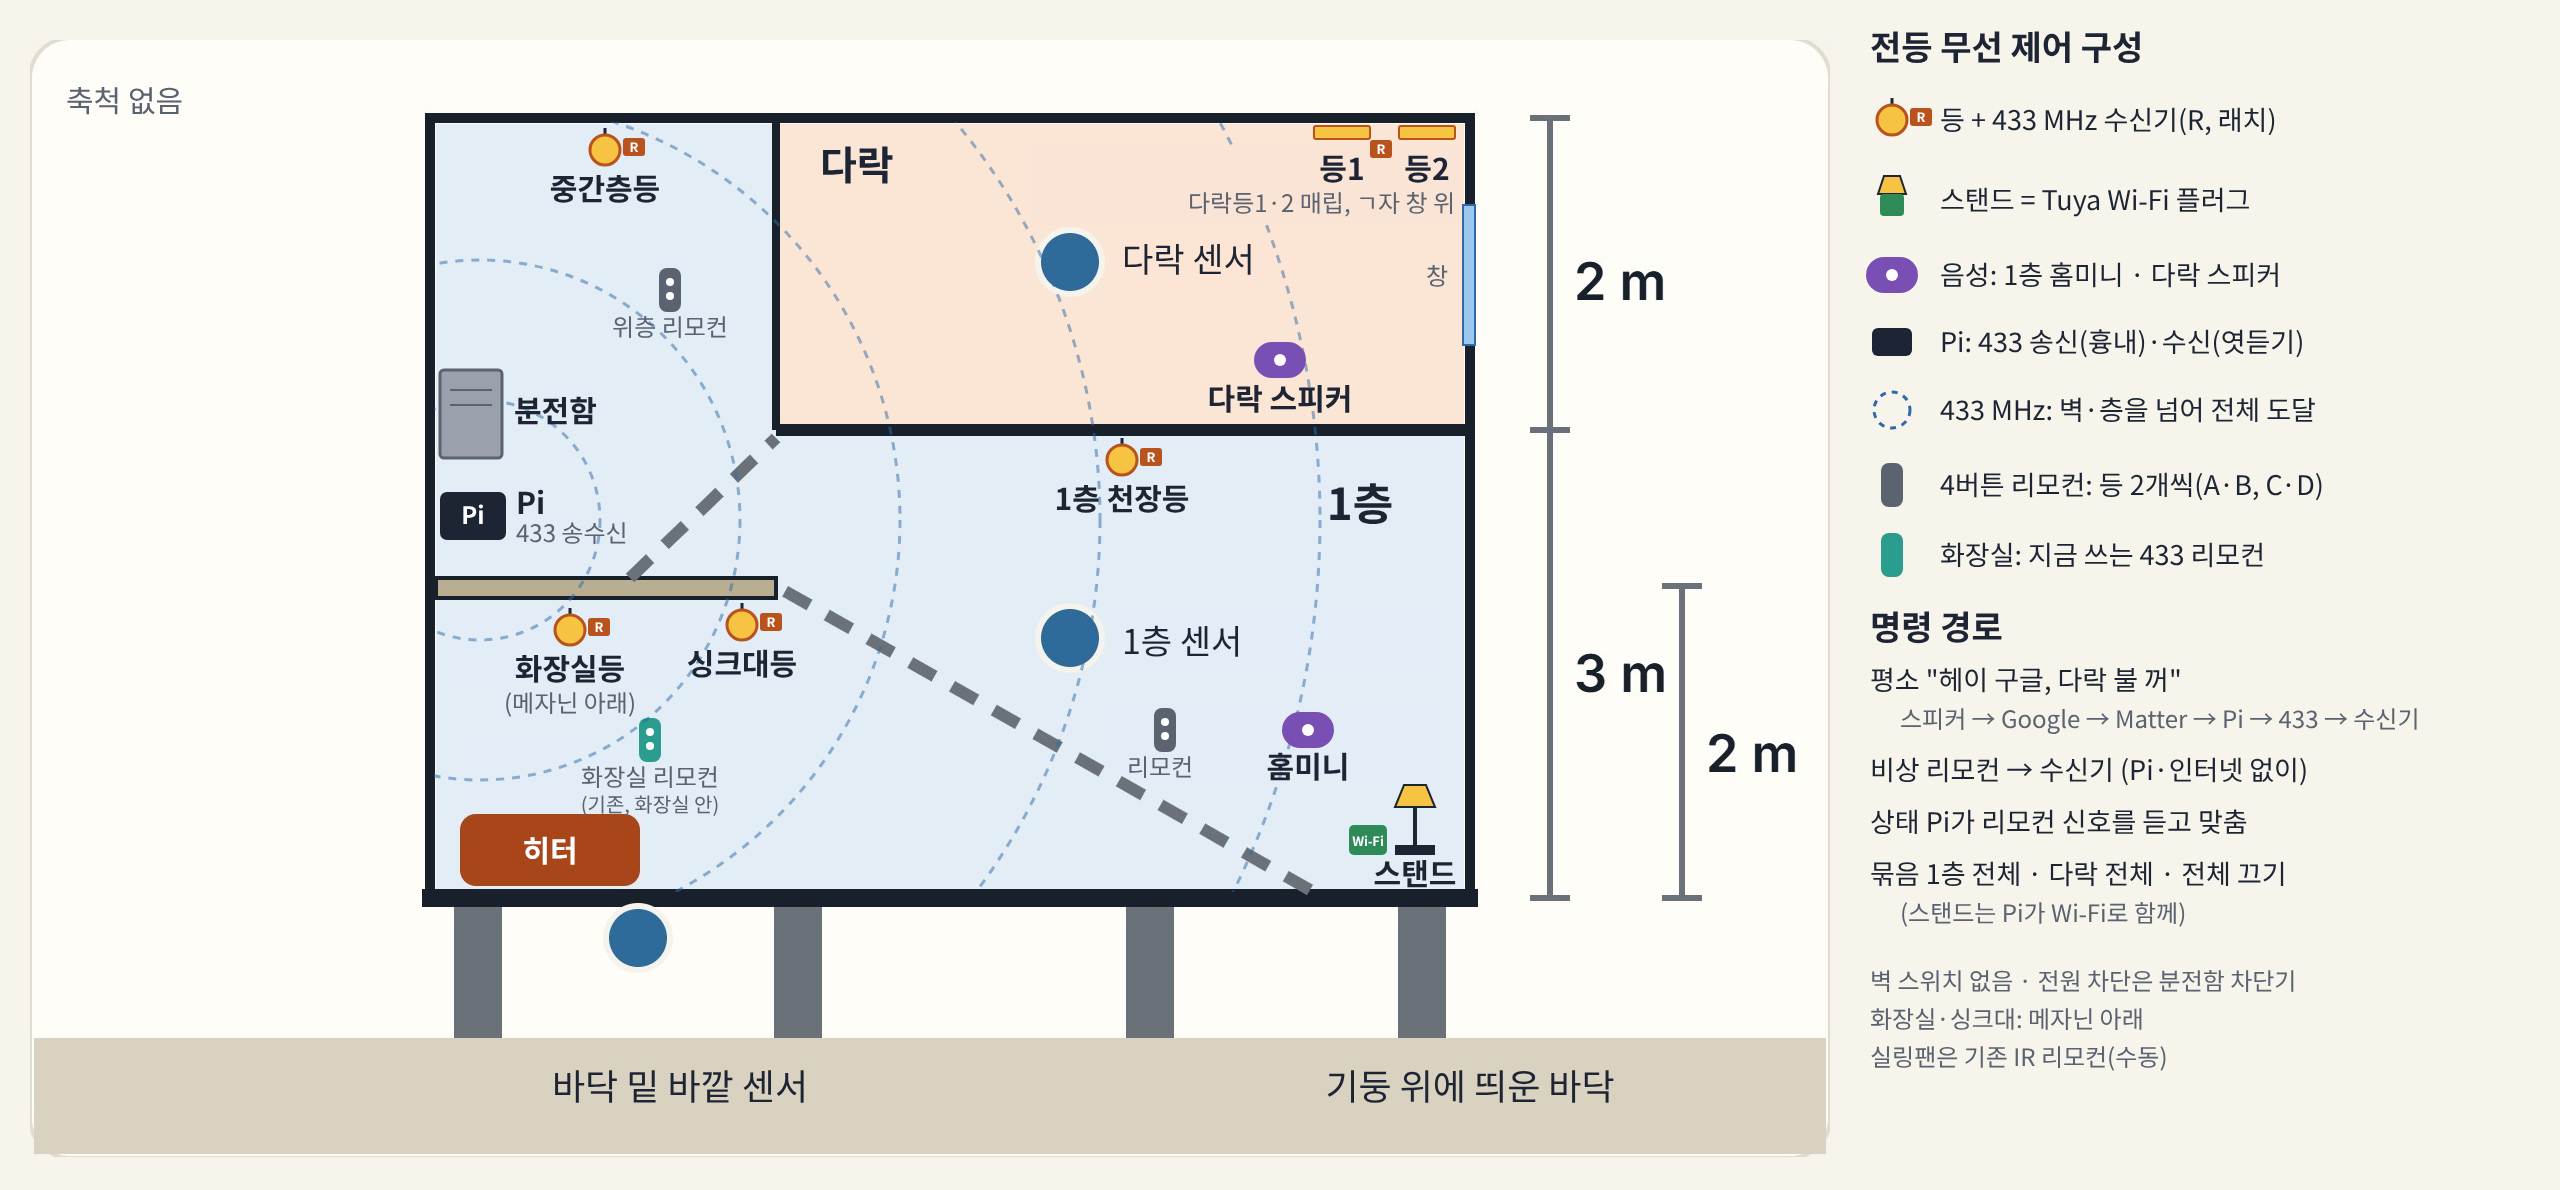 축척 없음
R
중간층등
다락
R
등1 등2
다락등1·2 매립, ㄱ자 창 위
다락 센서
창
위층 리모컨
다락 스피커
분전함
Pi
Pi
433 송수신
R
1층 천장등
1층
R
화장실등
(메자닌 아래)
R
싱크대등
1층 센서
화장실 리모컨
(기존, 화장실 안)
리모컨
홈미니
Wi-Fi
스탠드
히터
2 m
3 m
2 m
바닥 밑 바깥 센서
기둥 위에 띄운 바닥
전등 무선 제어 구성
R
등 + 433 MHz 수신기(R, 래치)
스탠드 = Tuya Wi-Fi 플러그
음성: 1층 홈미니 · 다락 스피커
Pi: 433 송신(흉내)·수신(엿듣기)
433 MHz: 벽·층을 넘어 전체 도달
4버튼 리모컨: 등 2개씩(A·B, C·D)
화장실: 지금 쓰는 433 리모컨
명령 경로
평소 "헤이 구글, 다락 불 꺼"
스피커 → Google → Matter → Pi → 433 → 수신기
비상 리모컨 → 수신기 (Pi·인터넷 없이)
상태 Pi가 리모컨 신호를 듣고 맞춤
묶음 1층 전체 · 다락 전체 · 전체 끄기
(스탠드는 Pi가 Wi-Fi로 함께)
벽 스위치 없음 · 전원 차단은 분전함 차단기
화장실·싱크대: 메자닌 아래
실링팬은 기존 IR 리모컨(수동)